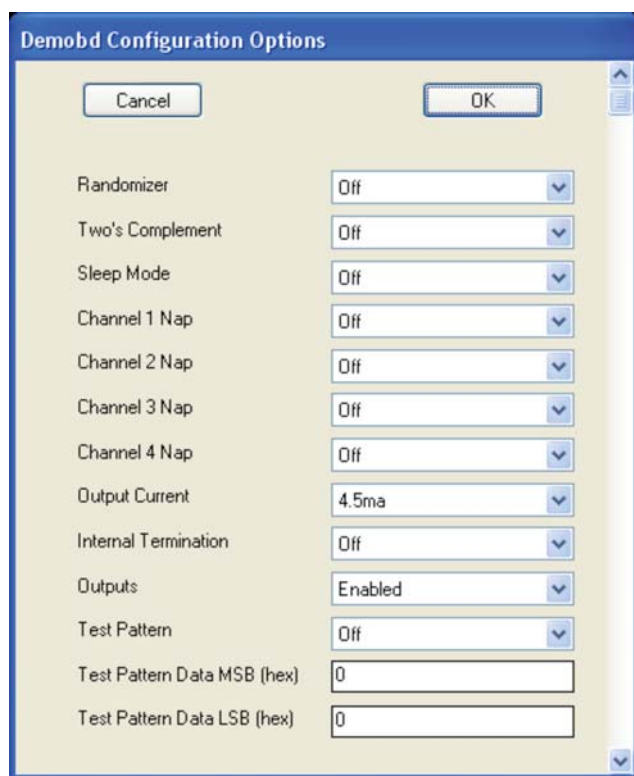 Demobd Configuration Options
Cancel OK
Randomizer Off
Two's Complement Off
Sleep Mode Off
Channel 1 Nap Off
Channel 2 Nap Off
Channel 3 Nap Off
Channel 4 Nap Off
Output Current 4.5ma
Internal Termination Off
Outputs Enabled
Test Pattern Off
Test Pattern Data MSB (hex) 0
Test Pattern Data LSB (hex) 0